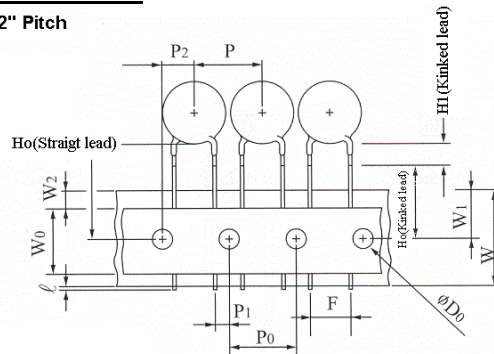 2" Pitch
P2
P
H1(Kinked lead)
Ho(Straigt lead)
Ho(Kinked lead)
W2
W0
W1
W
ℓ
P1
F
P0
øD0